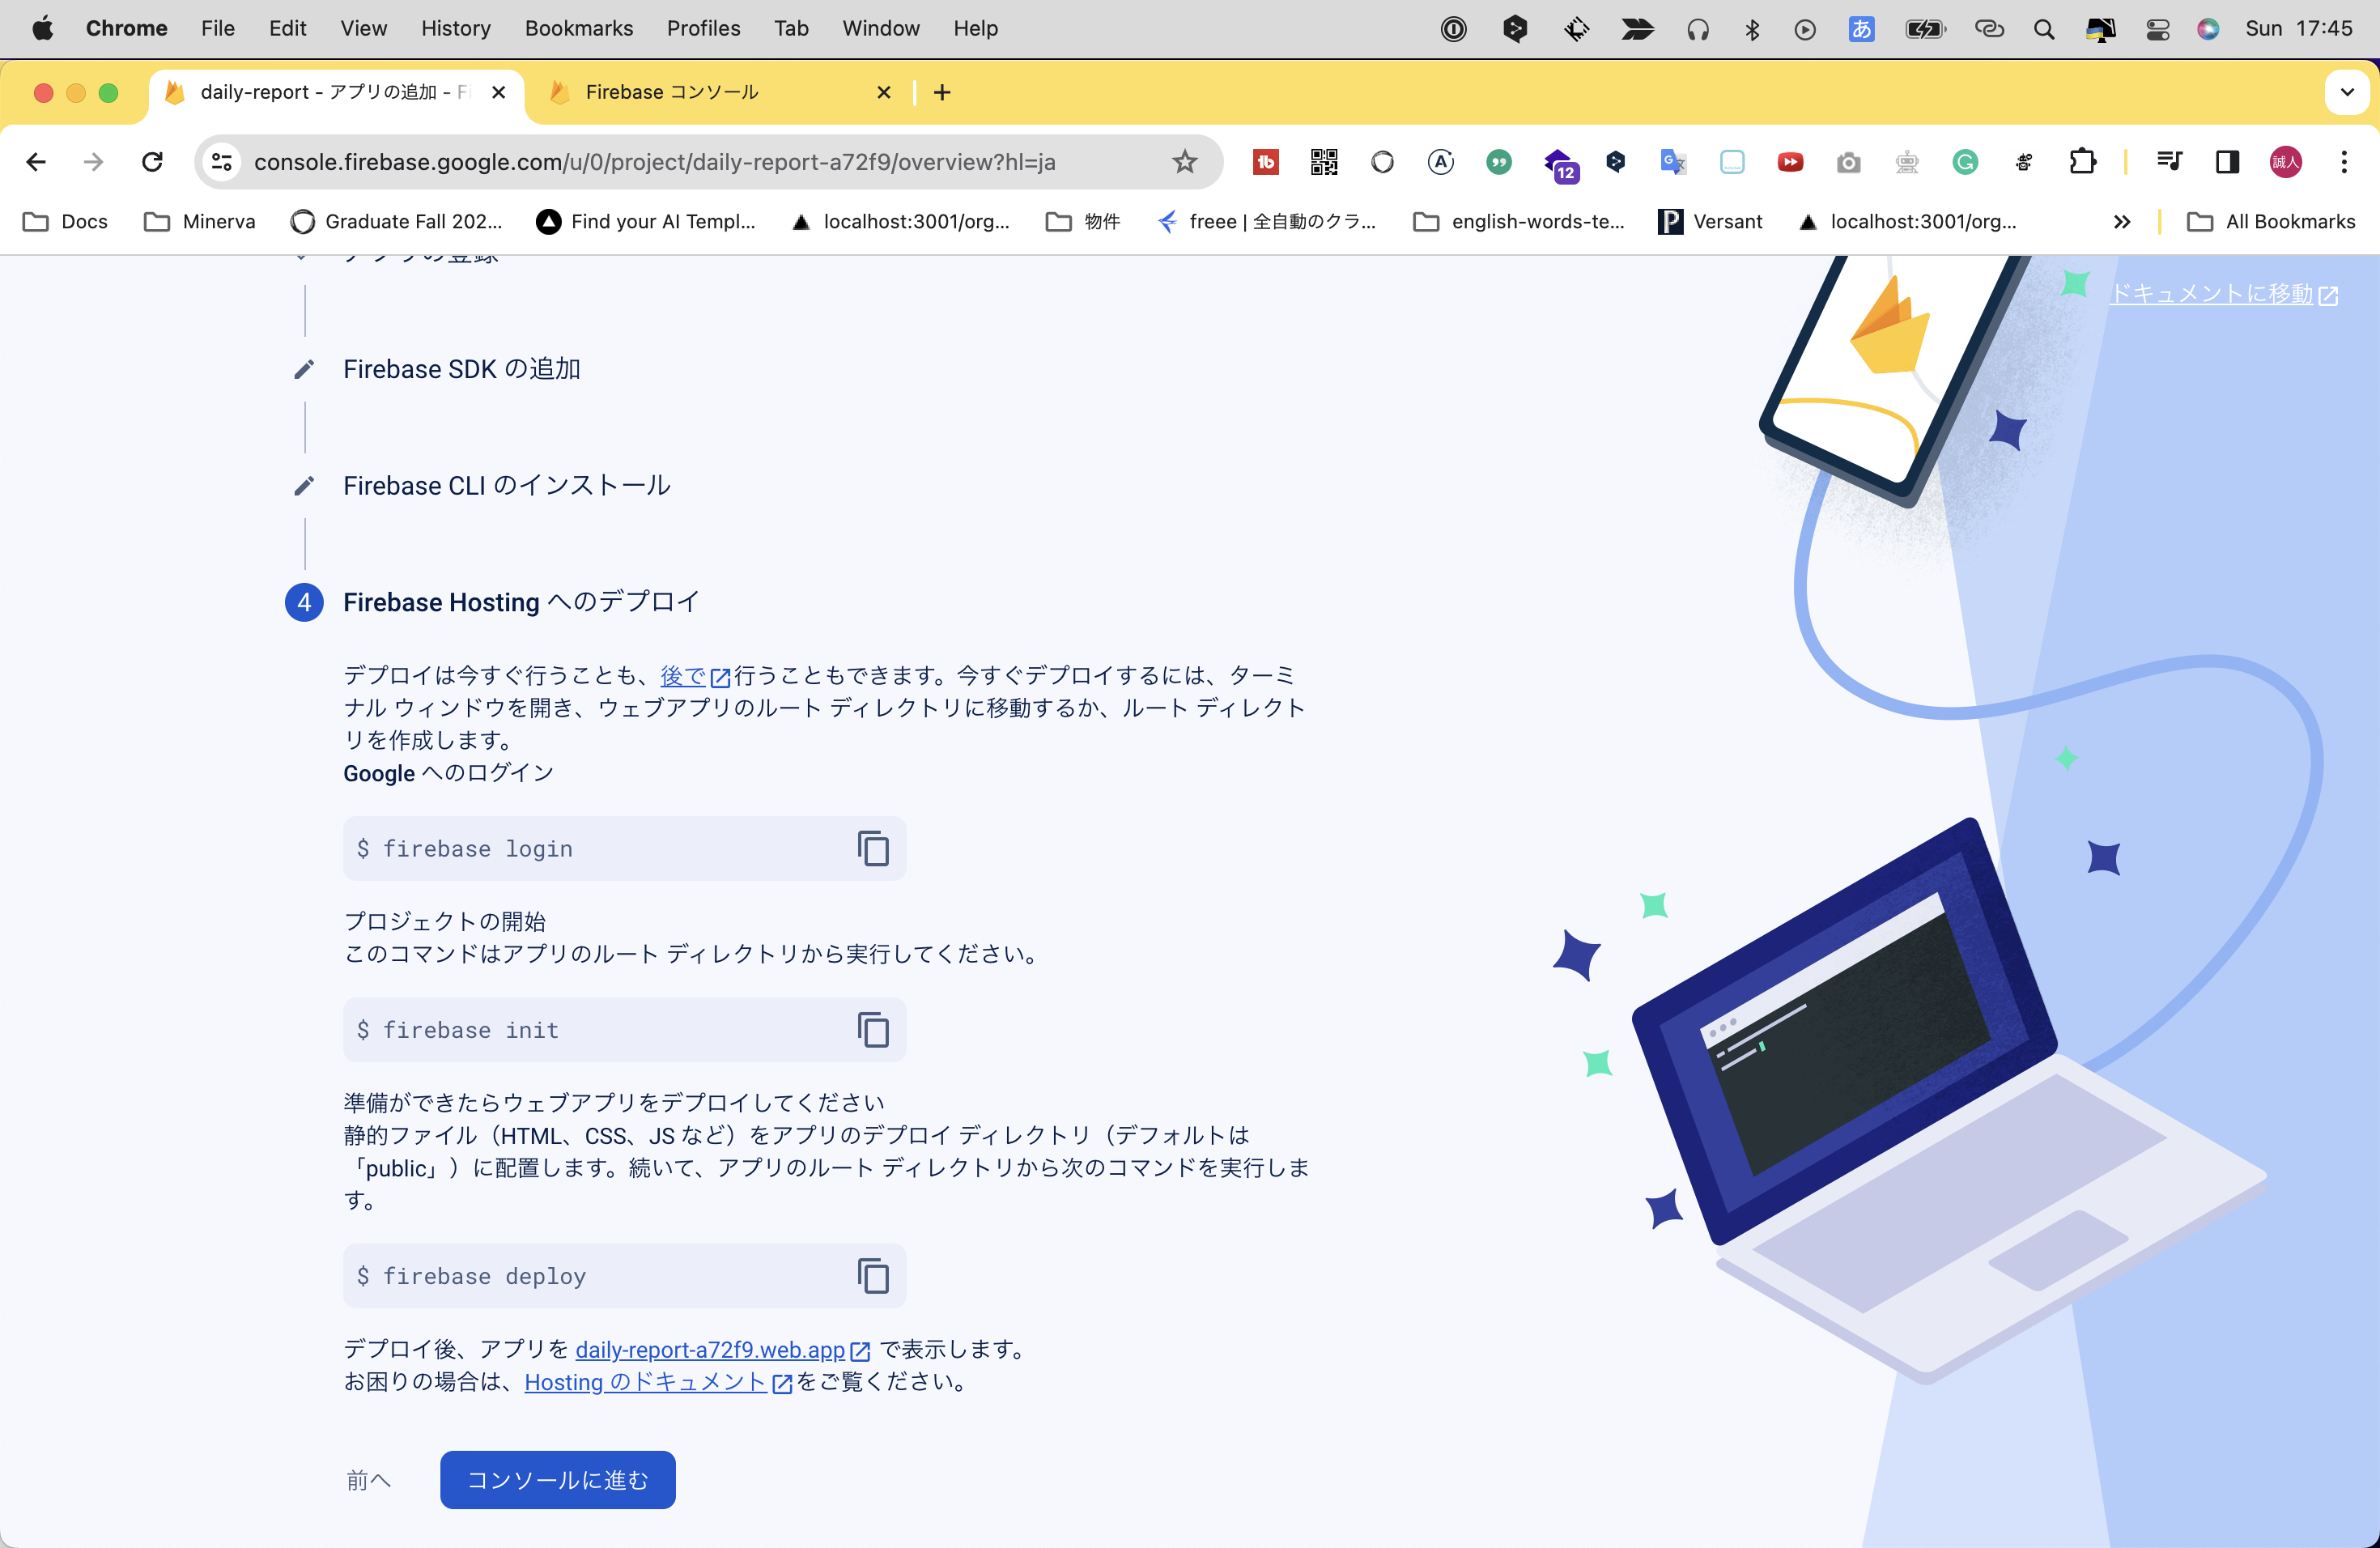 Chrome File Edit View History Bookmarks Profiles Tab Window Help あ Sun 17:45
daily-report - アプリの追加 - Fi
Firebase コンソール
console.firebase.google.com/u/0/project/daily-report-a72f9/overview?hl=ja
tb A 12 G 文 G 誠人
Docs Minerva Graduate Fall 202... Find your AI Templ... localhost:3001/org... 物件 freee | 全自動のクラ... english-words-te... P Versant localhost:3001/org... All Bookmarks
アプリの登録
ドキュメントに移動
Firebase SDK の追加
Firebase CLI のインストール
4 Firebase Hosting へのデプロイ
デプロイは今すぐ行うことも、後で行うこともできます。今すぐデプロイするには、ターミ
ナル ウィンドウを開き、ウェブアプリのルート ディレクトリに移動するか、ルート ディレクト
リを作成します。
Google へのログイン
$ firebase login
プロジェクトの開始
このコマンドはアプリのルート ディレクトリから実行してください。
$ firebase init
準備ができたらウェブアプリをデプロイしてください
静的ファイル（HTML、CSS、JS など）をアプリのデプロイ ディレクトリ（デフォルトは
「public」）に配置します。続いて、アプリのルート ディレクトリから次のコマンドを実行しま
す。
$ firebase deploy
デプロイ後、アプリを daily-report-a72f9.web.app で表示します。
お困りの場合は、Hosting のドキュメントをご覧ください。
前へ
コンソールに進む